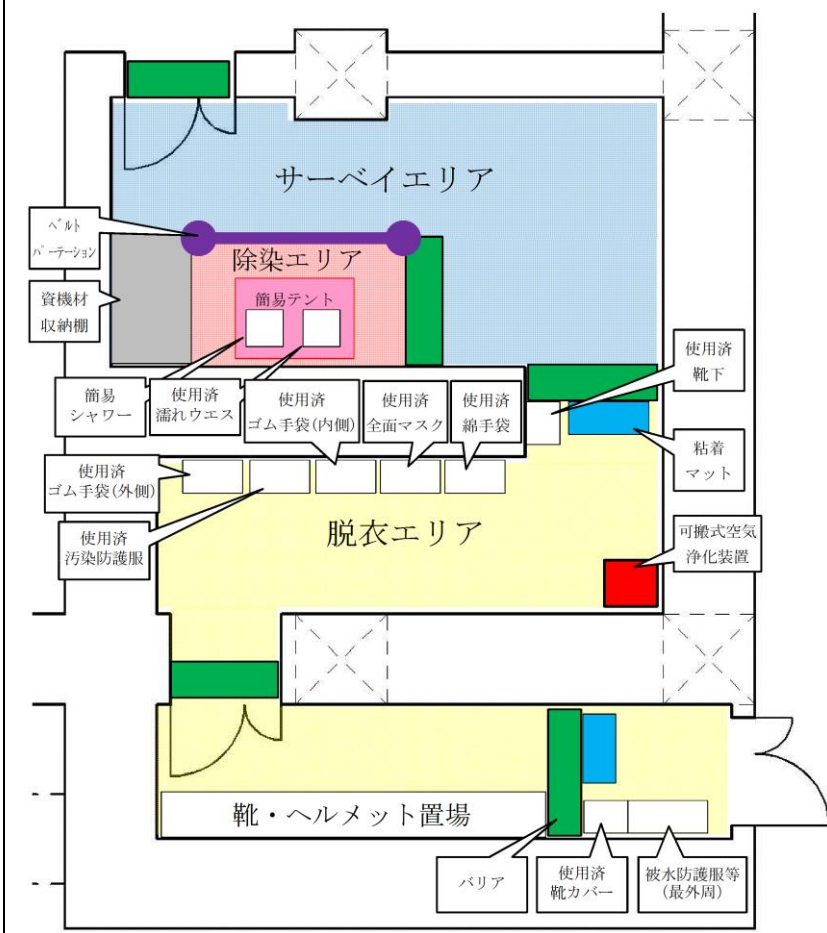 サーベイエリア
ベルト
パーテーション
除染エリア
資機材
収納棚
簡易テント
使用済
靴下
簡易
シャワー
使用済
濡れウエス
使用済
ゴム手袋(内側)
使用済
全面マスク
使用済
綿手袋
粘着
マット
使用済
ゴム手袋(外側)
使用済
汚染防護服
脱衣エリア
可搬式空気
浄化装置
靴・ヘルメット置場
バリア
使用済
靴カバー
被水防護服等
(最外周)